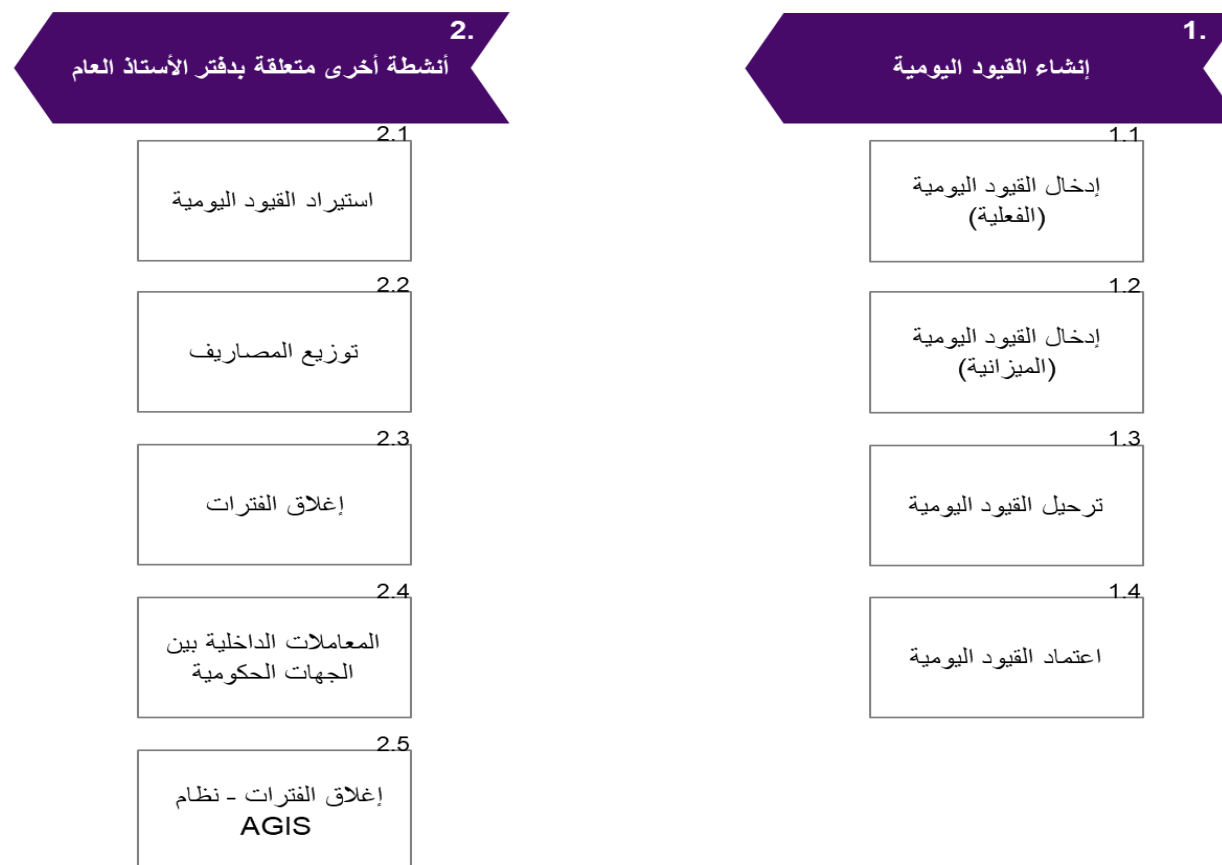 1.
إنشاء القيود اليومية
1.1
إدخال القيود اليومية
(الفعلية)
1.2
إدخال القيود اليومية
(الميزانية)
1.3
ترحيل القيود اليومية
1.4
اعتماد القيود اليومية
2.
أنشطة أخرى متعلقة بدفتر الأستاذ العام
2.1
استيراد القيود اليومية
2.2
توزيع المصاريف
2.3
إغلاق الفترات
2.4
المعاملات الداخلية بين
الجهات الحكومية
2.5
إغلاق الفترات - نظام
AGIS